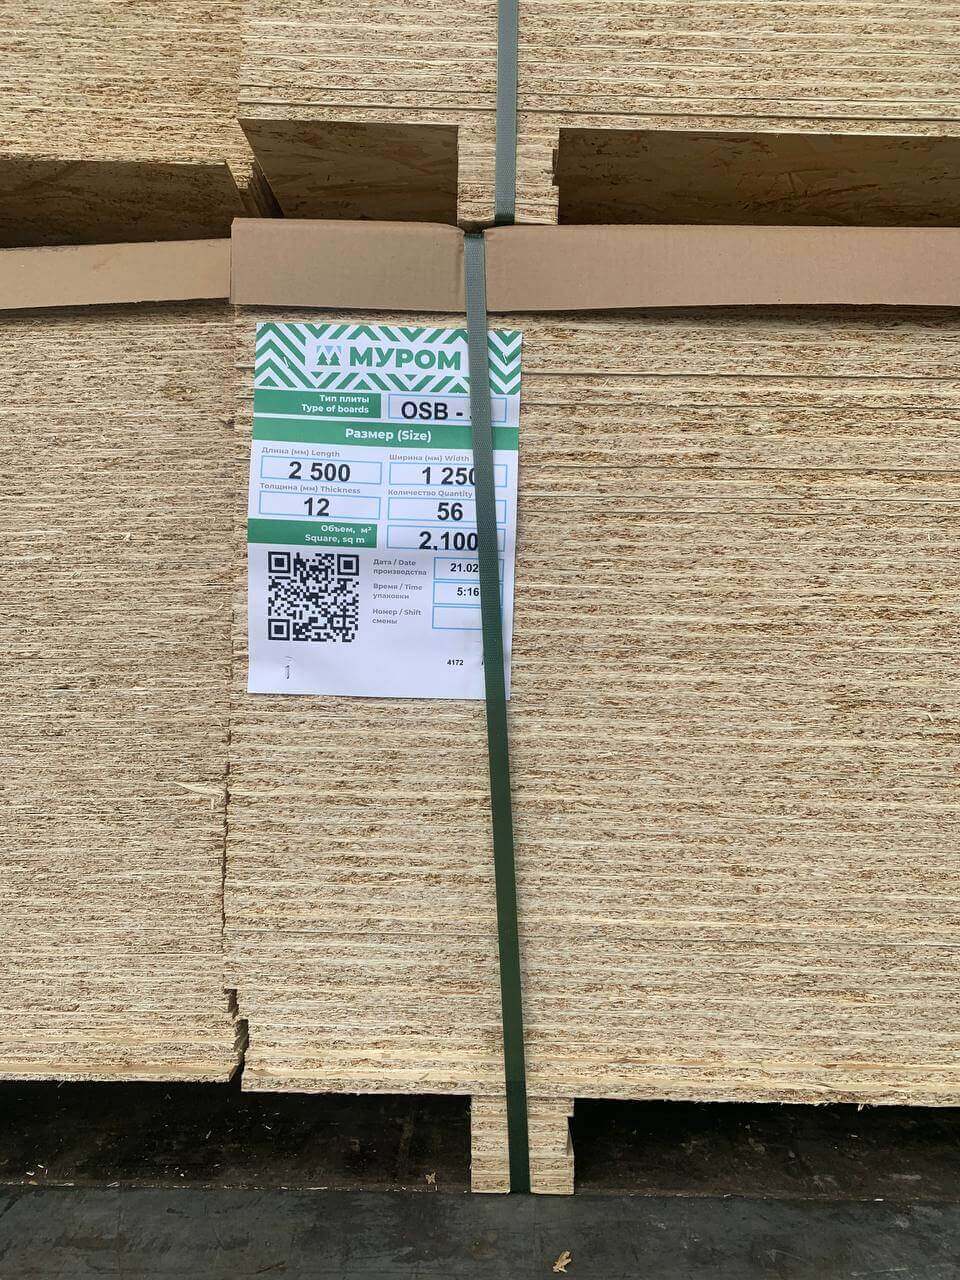 МУРОМ
Тип плиты
Type of boards
OSB -
Размер (Size)
Длина (мм) Length
Ширина (мм) Width
2 500
1 250
Толщина (мм) Thickness
Количество Quantity
12
56
Объем, м³
Square, sq m
2,100
Дата / Date
производства
21.02
Время / Time
упаковки
5:16
Номер / Shift
смены
4172